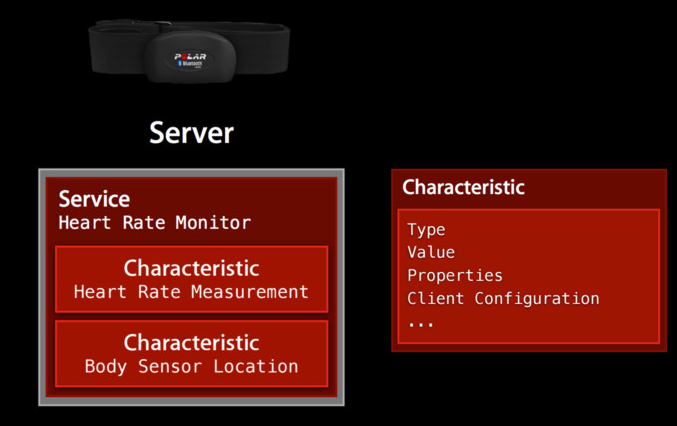 POLAR
Bluetooth
Server
Service
Heart Rate Monitor
Characteristic
Heart Rate Measurement
Characteristic
Body Sensor Location
Characteristic
Type
Value
Properties
Client Configuration
...